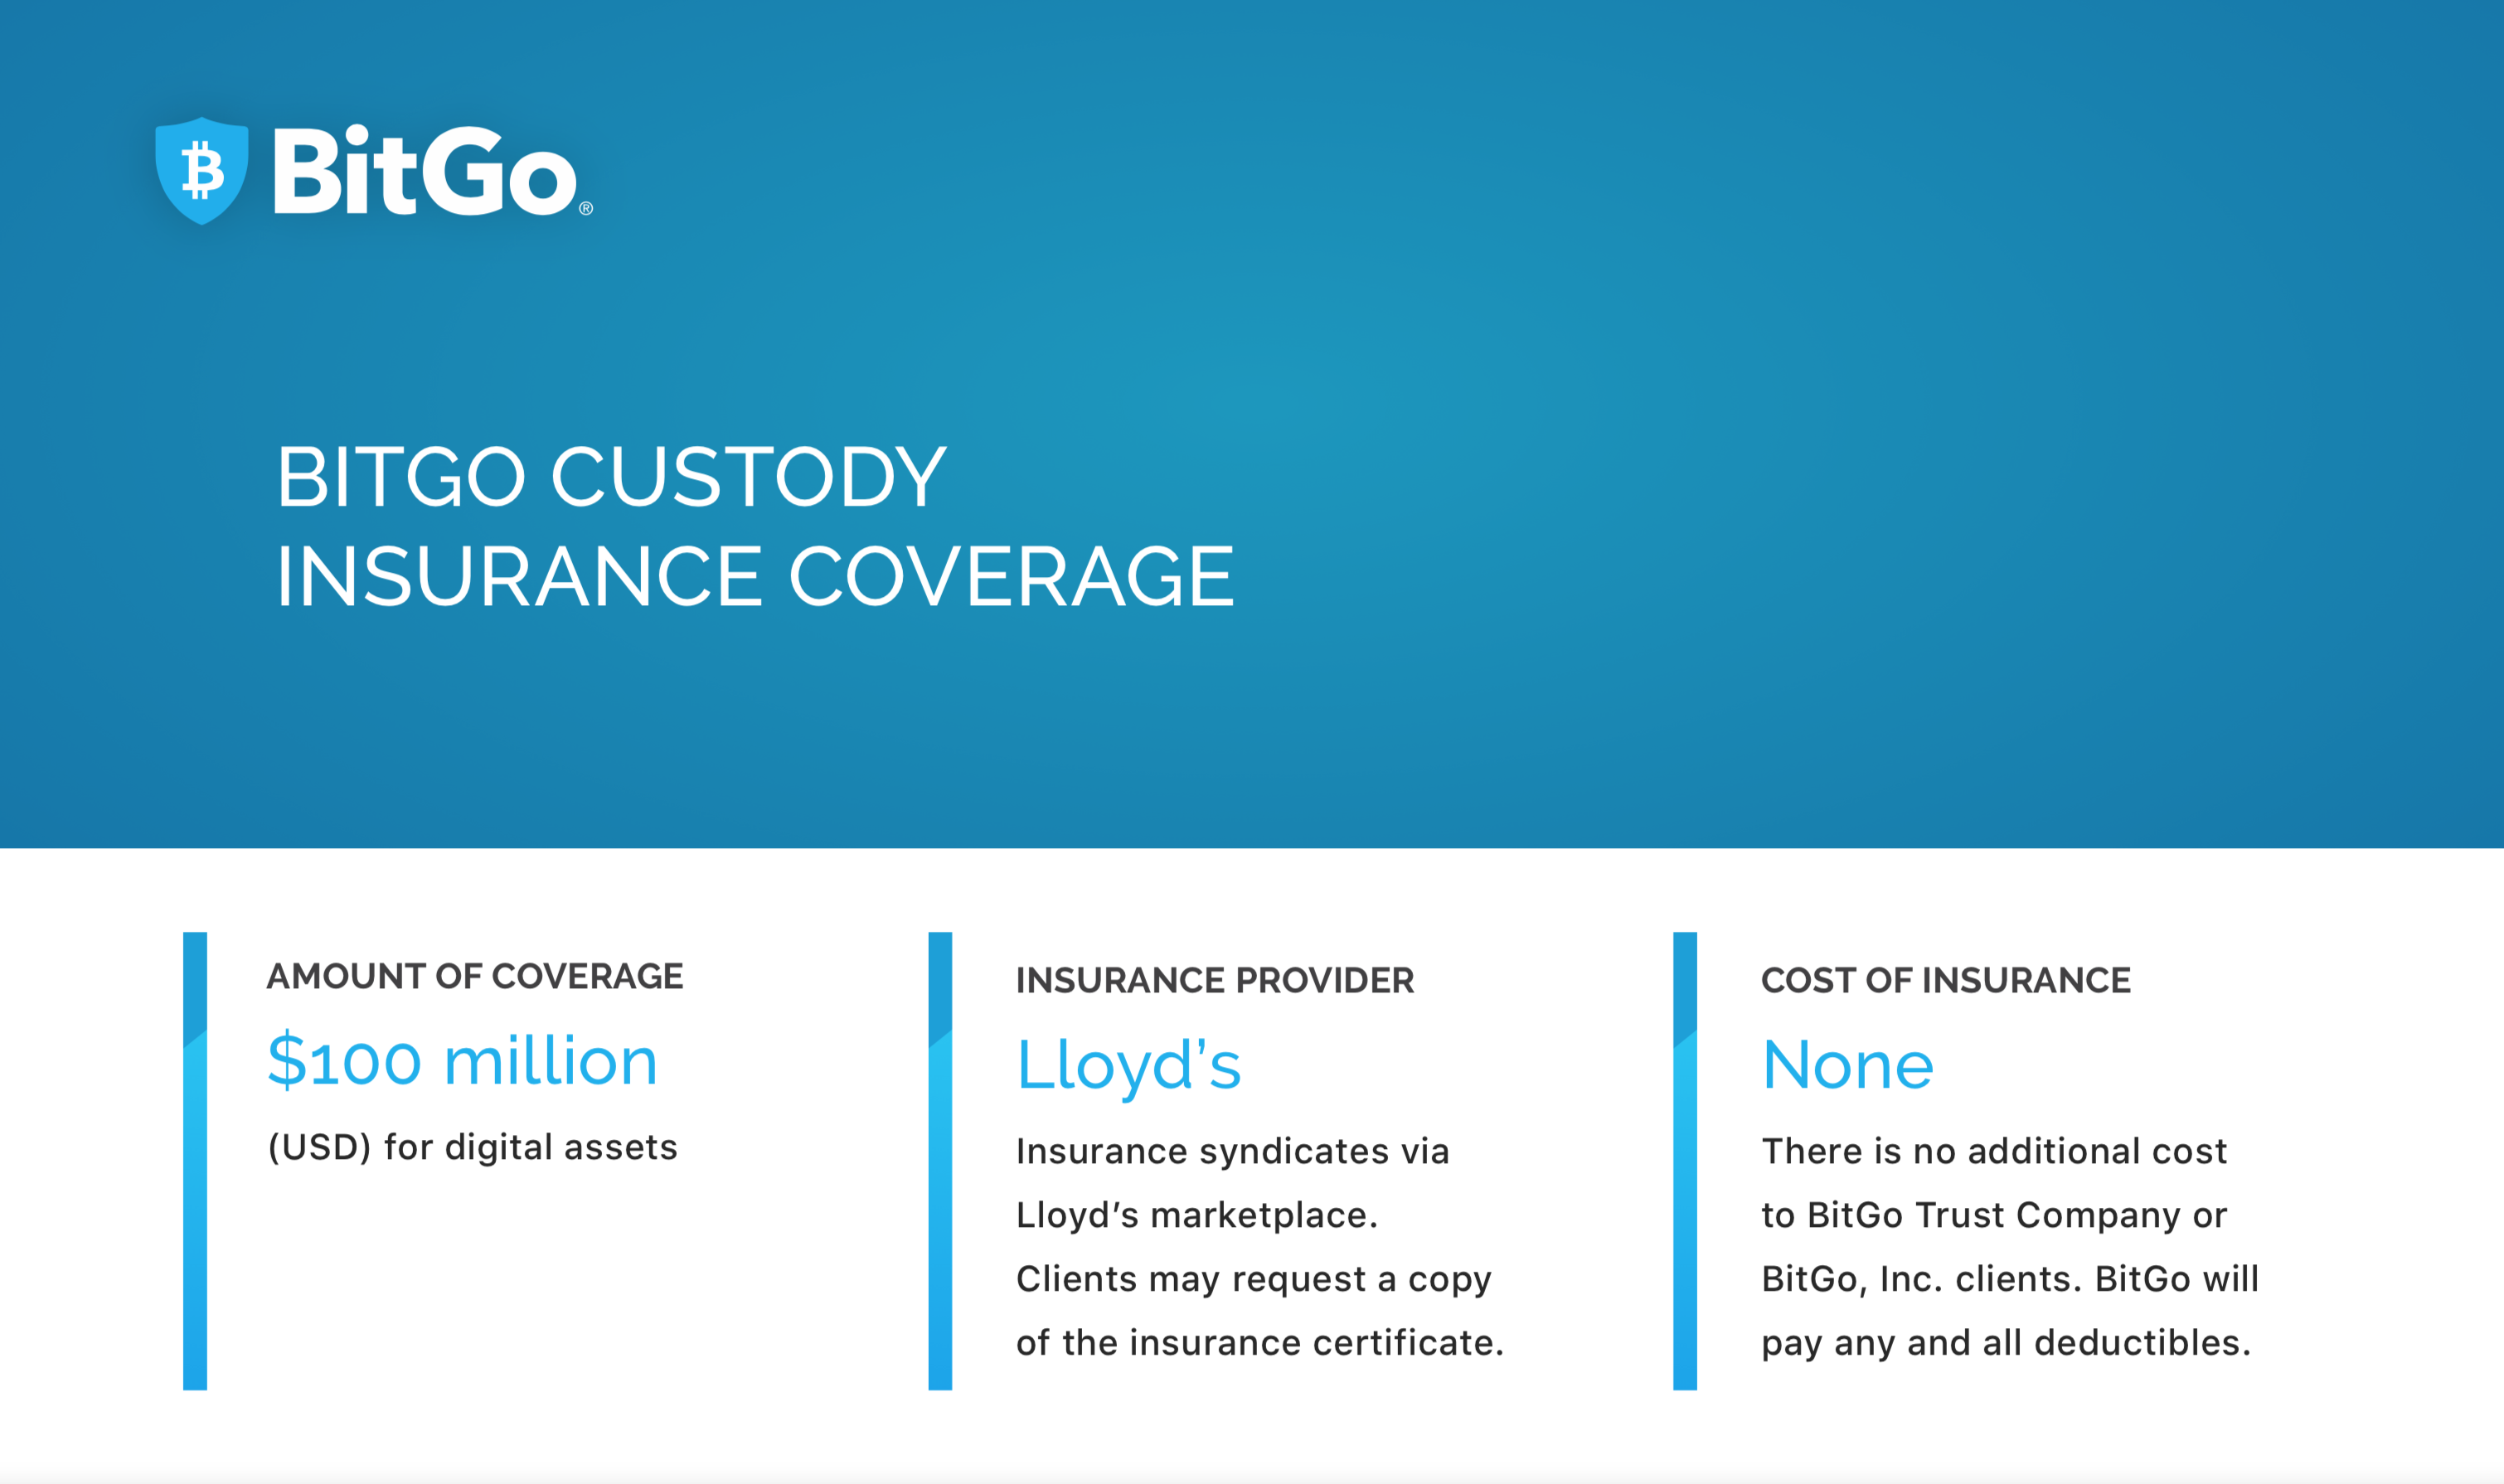 BitGo®
BITGO CUSTODY
INSURANCE COVERAGE
AMOUNT OF COVERAGE
$100 million
(USD) for digital assets
INSURANCE PROVIDER
Lloyd’s
Insurance syndicates via
Lloyd’s marketplace.
Clients may request a copy
of the insurance certificate.
COST OF INSURANCE
None
There is no additional cost
to BitGo Trust Company or
BitGo, Inc. clients. BitGo will
pay any and all deductibles.